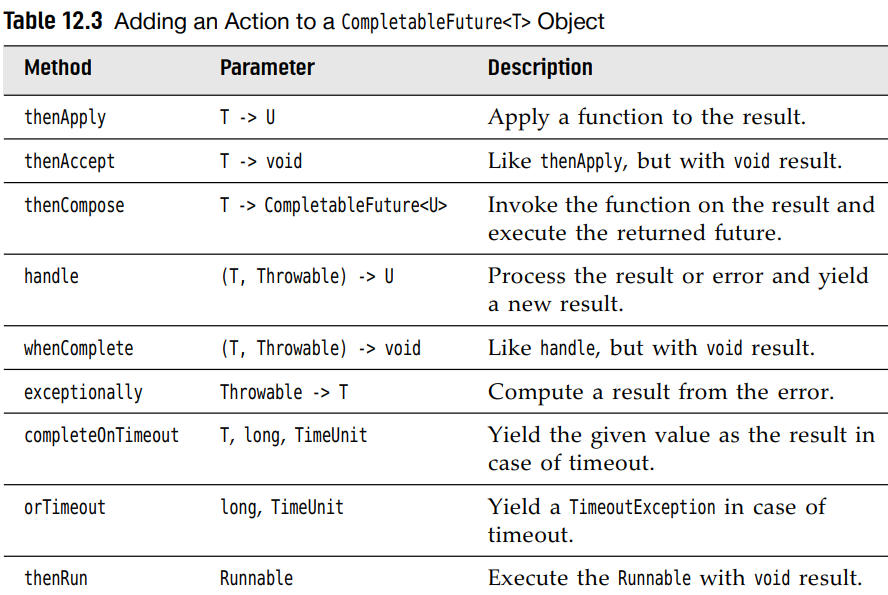 Table 12.3 Adding an Action to a CompletableFuture<T> Object
Method Parameter Description
thenApply T -> U Apply a function to the result.
thenAccept T -> void Like thenApply, but with void result.
thenCompose T -> CompletableFuture<U> Invoke the function on the result and
execute the returned future.
handle (T, Throwable) -> U Process the result or error and yield
a new result.
whenComplete (T, Throwable) -> void Like handle, but with void result.
exceptionally Throwable -> T Compute a result from the error.
completeOnTimeout T, long, TimeUnit Yield the given value as the result in
case of timeout.
orTimeout long, TimeUnit Yield a TimeoutException in case of
timeout.
thenRun Runnable Execute the Runnable with void result.